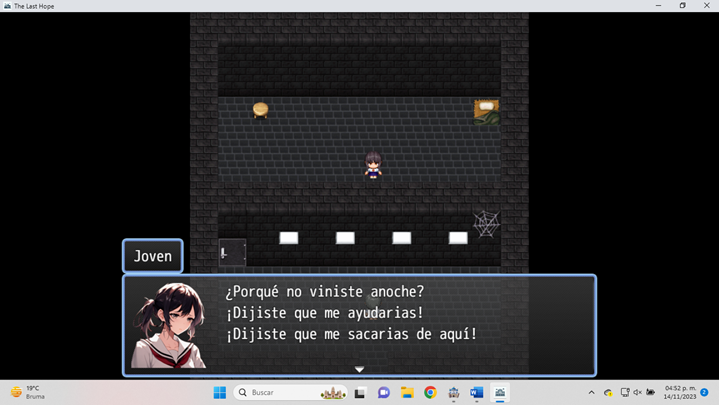 The Last Hope
Joven
¿Porqué no viniste anoche?
¡Dijiste que me ayudarias!
¡Dijiste que me sacarias de aquí!
19°C
Bruma
Buscar
04:52 p. m.
14/11/2023
2